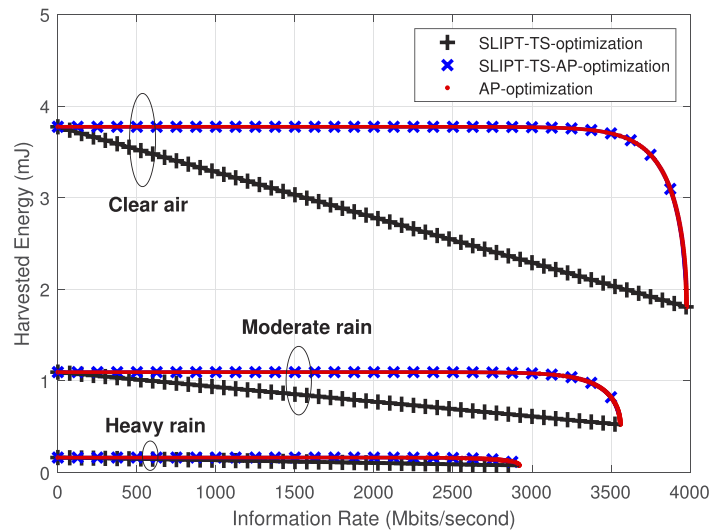 5
4
3
2
1
0
Harvested Energy (mJ)
SLIPT-TS-optimization
SLIPT-TS-AP-optimization
AP-optimization
Clear air
Moderate rain
Heavy rain
0 500 1000 1500 2000 2500 3000 3500 4000
Information Rate (Mbits/second)